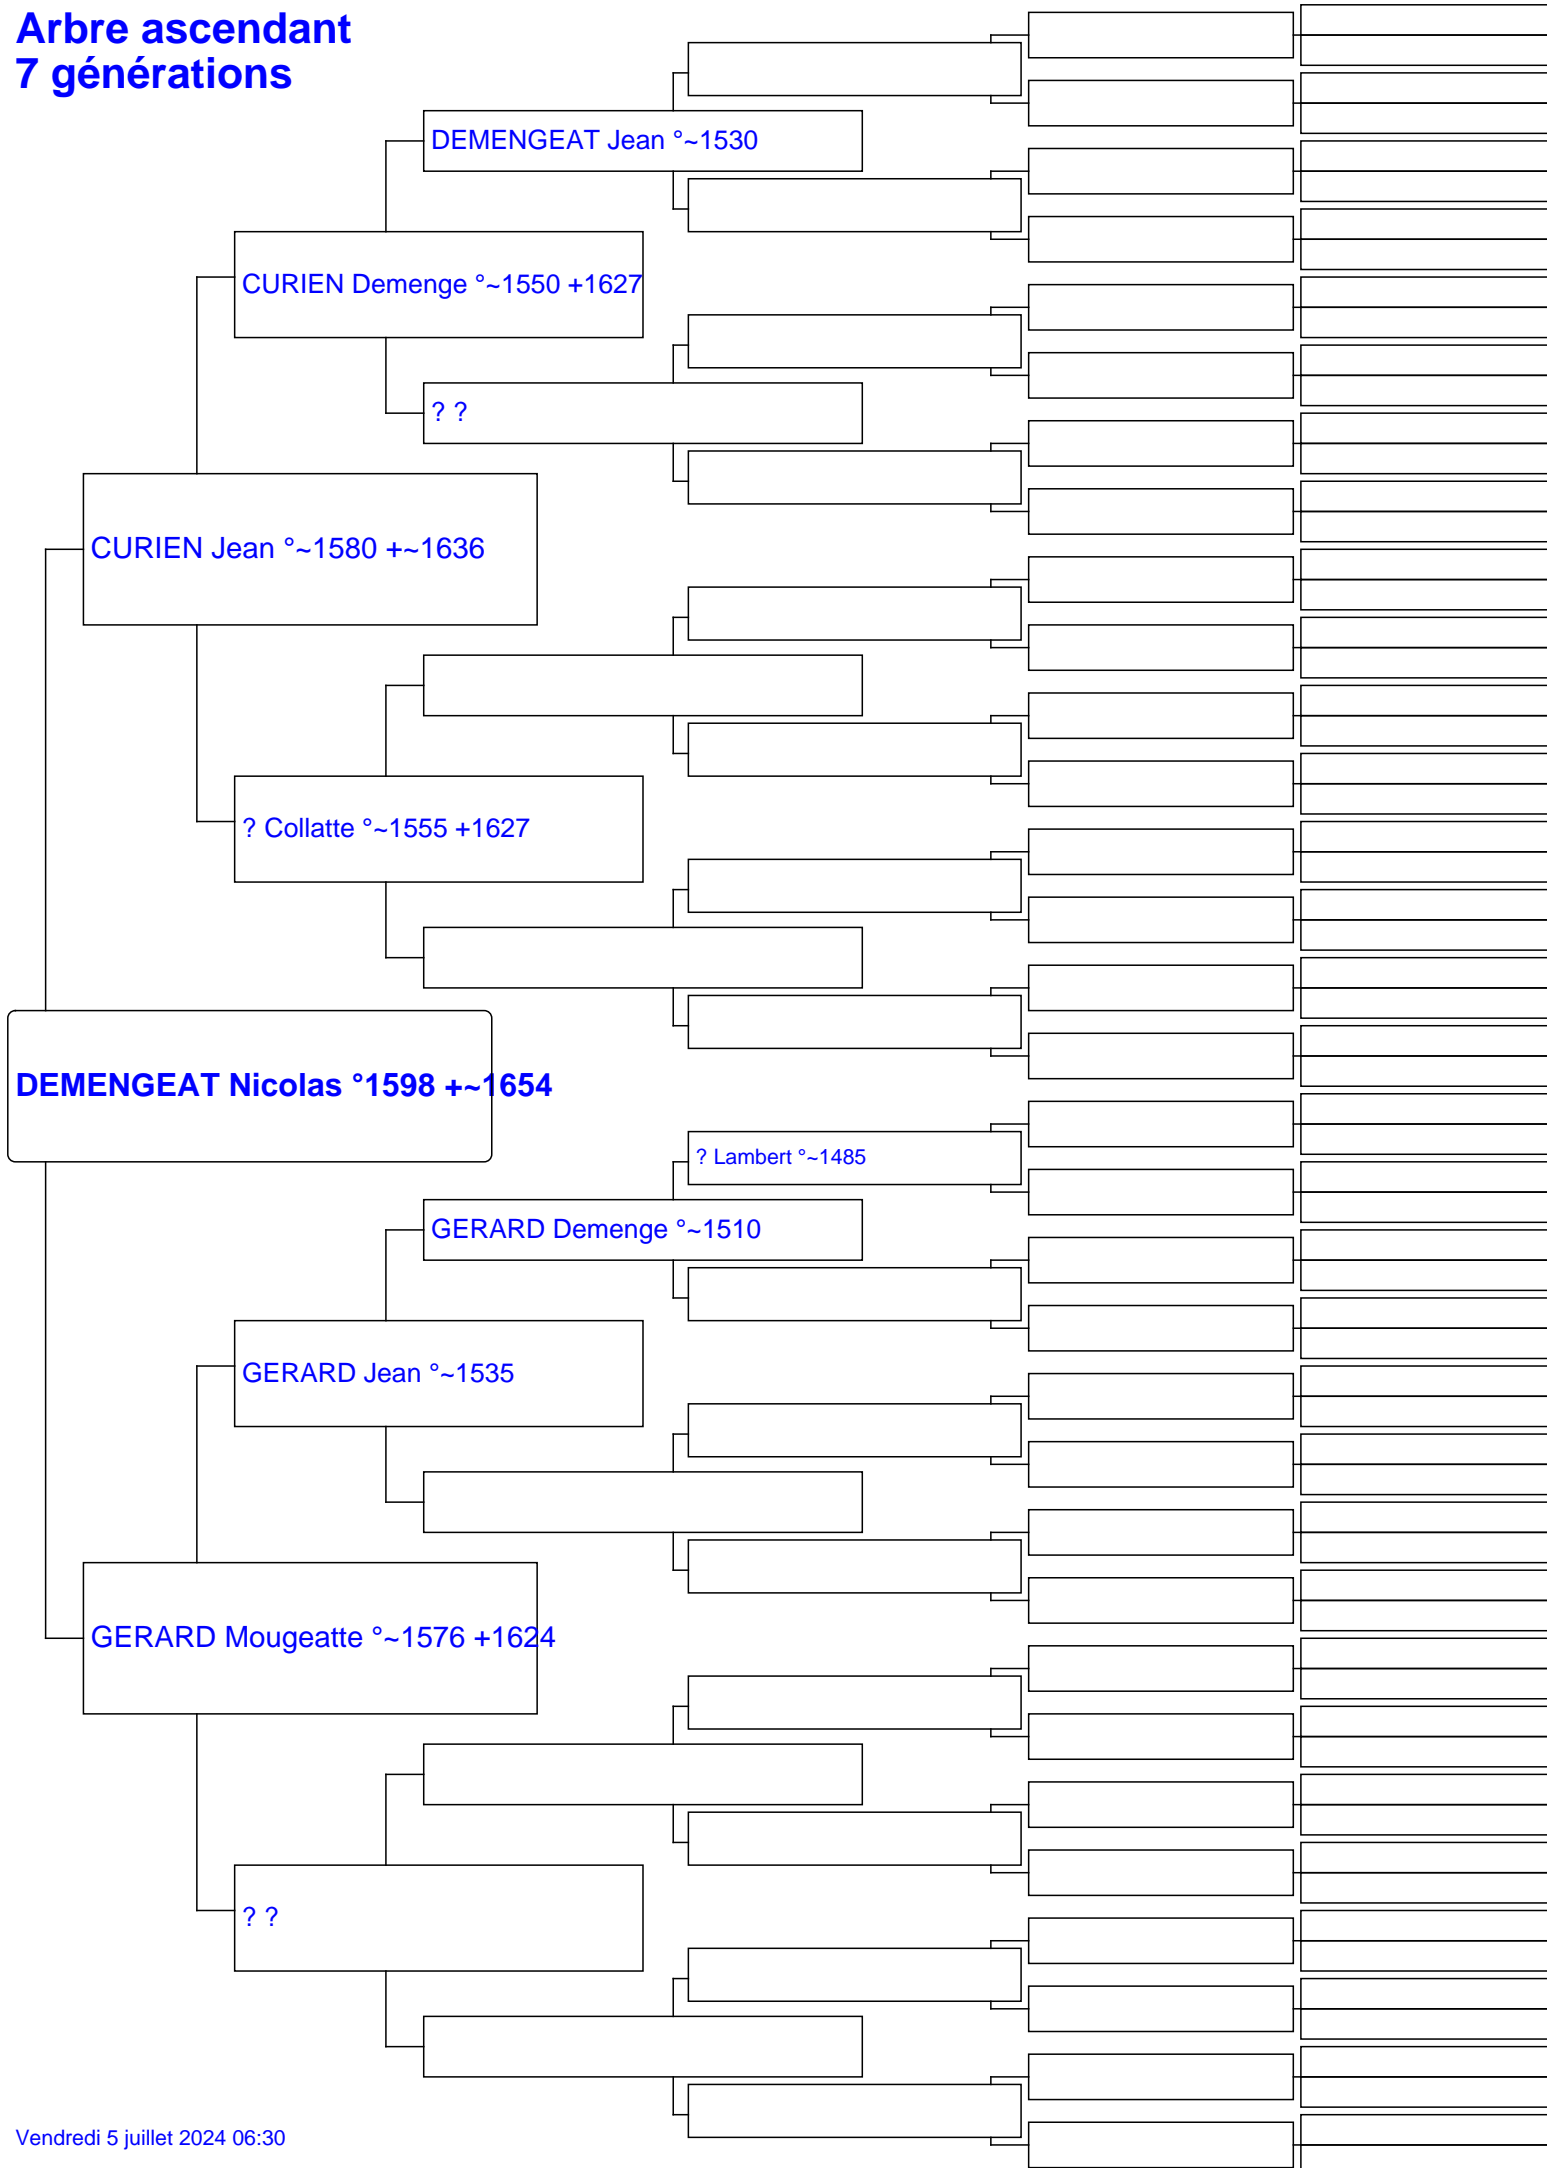 Arbre ascendant
7 générations
DEMENGEAT Jean °~1530
CURIEN Demenge °~1550 +1627
? ?
CURIEN Jean °~1580 +~1636
? Collatte °~1555 +1627
DEMENGEAT Nicolas °1598 +~1654
? Lambert °~1485
GERARD Demenge °~1510
GERARD Jean °~1535
GERARD Mougeatte °~1576 +1624
? ?
Vendredi 5 juillet 2024 06:30